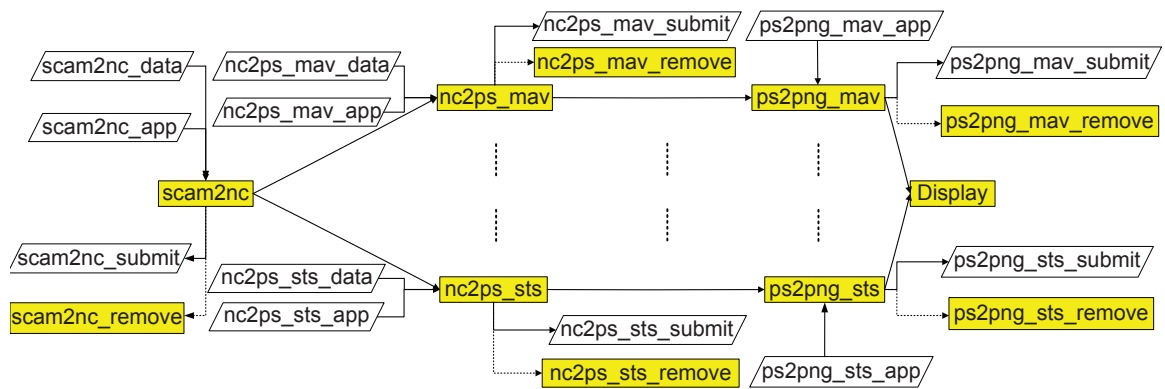 nc2ps_mav_submit
ps2png_mav_app
scam2nc_data
nc2ps_mav_data
nc2ps_mav_remove
ps2png_mav_submit
nc2ps_mav
ps2png_mav
nc2ps_mav_app
scam2nc_app
ps2png_mav_remove
scam2nc
Display
scam2nc_submit
nc2ps_sts_data
ps2png_sts_submit
nc2ps_sts
ps2png_sts
scam2nc_remove
nc2ps_sts_app
ps2png_sts_remove
nc2ps_sts_submit
nc2ps_sts_remove
ps2png_sts_app